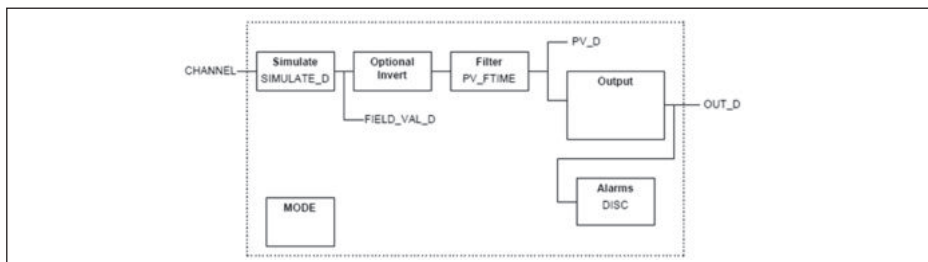 PV_D
CHANNEL
Simulate
SIMULATE_D
Optional
Invert
Filter
PV_FTIME
Output
OUT_D
FIELD_VAL_D
Alarms
DISC
MODE